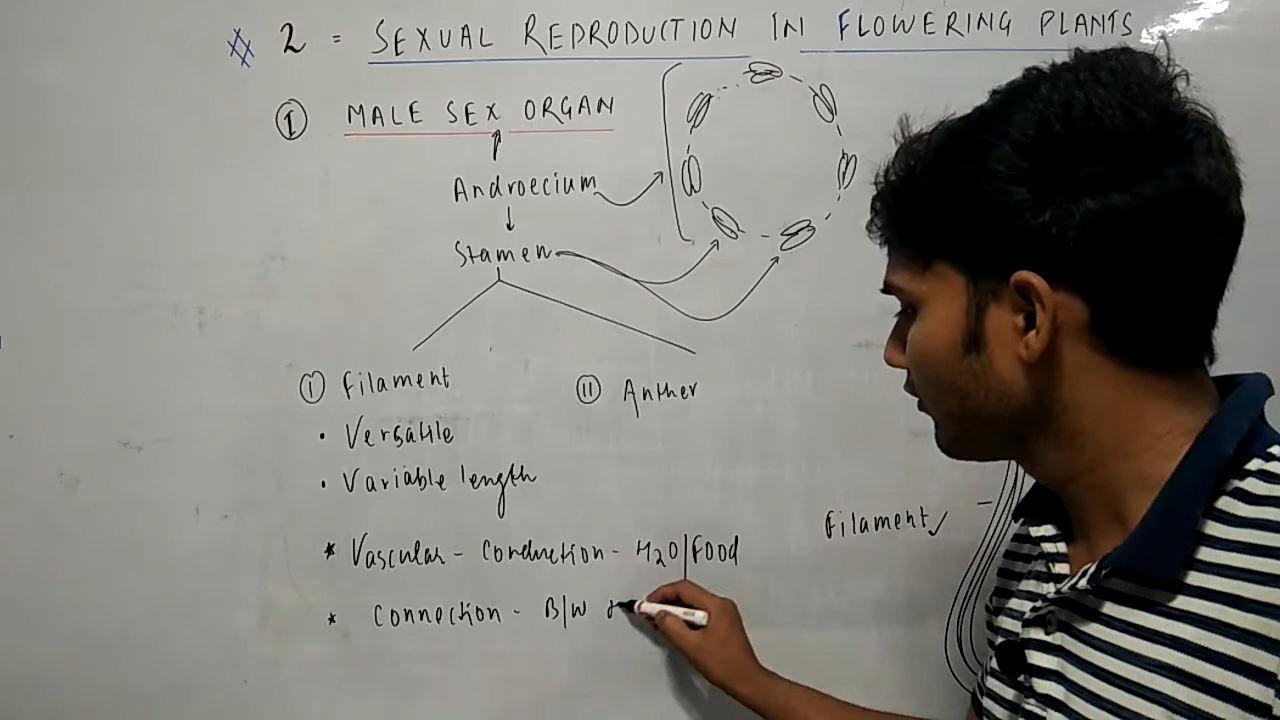 # 2 = SEXUAL REPRODUCTION IN FLOWERING PLANTS
I MALE SEX ORGAN
Androecium
Stamen
I Filament
II Anther
• Versatile
• Variable length
* Vascular - Conduction - H2O|Food
Filament✓
* Connection - B/W